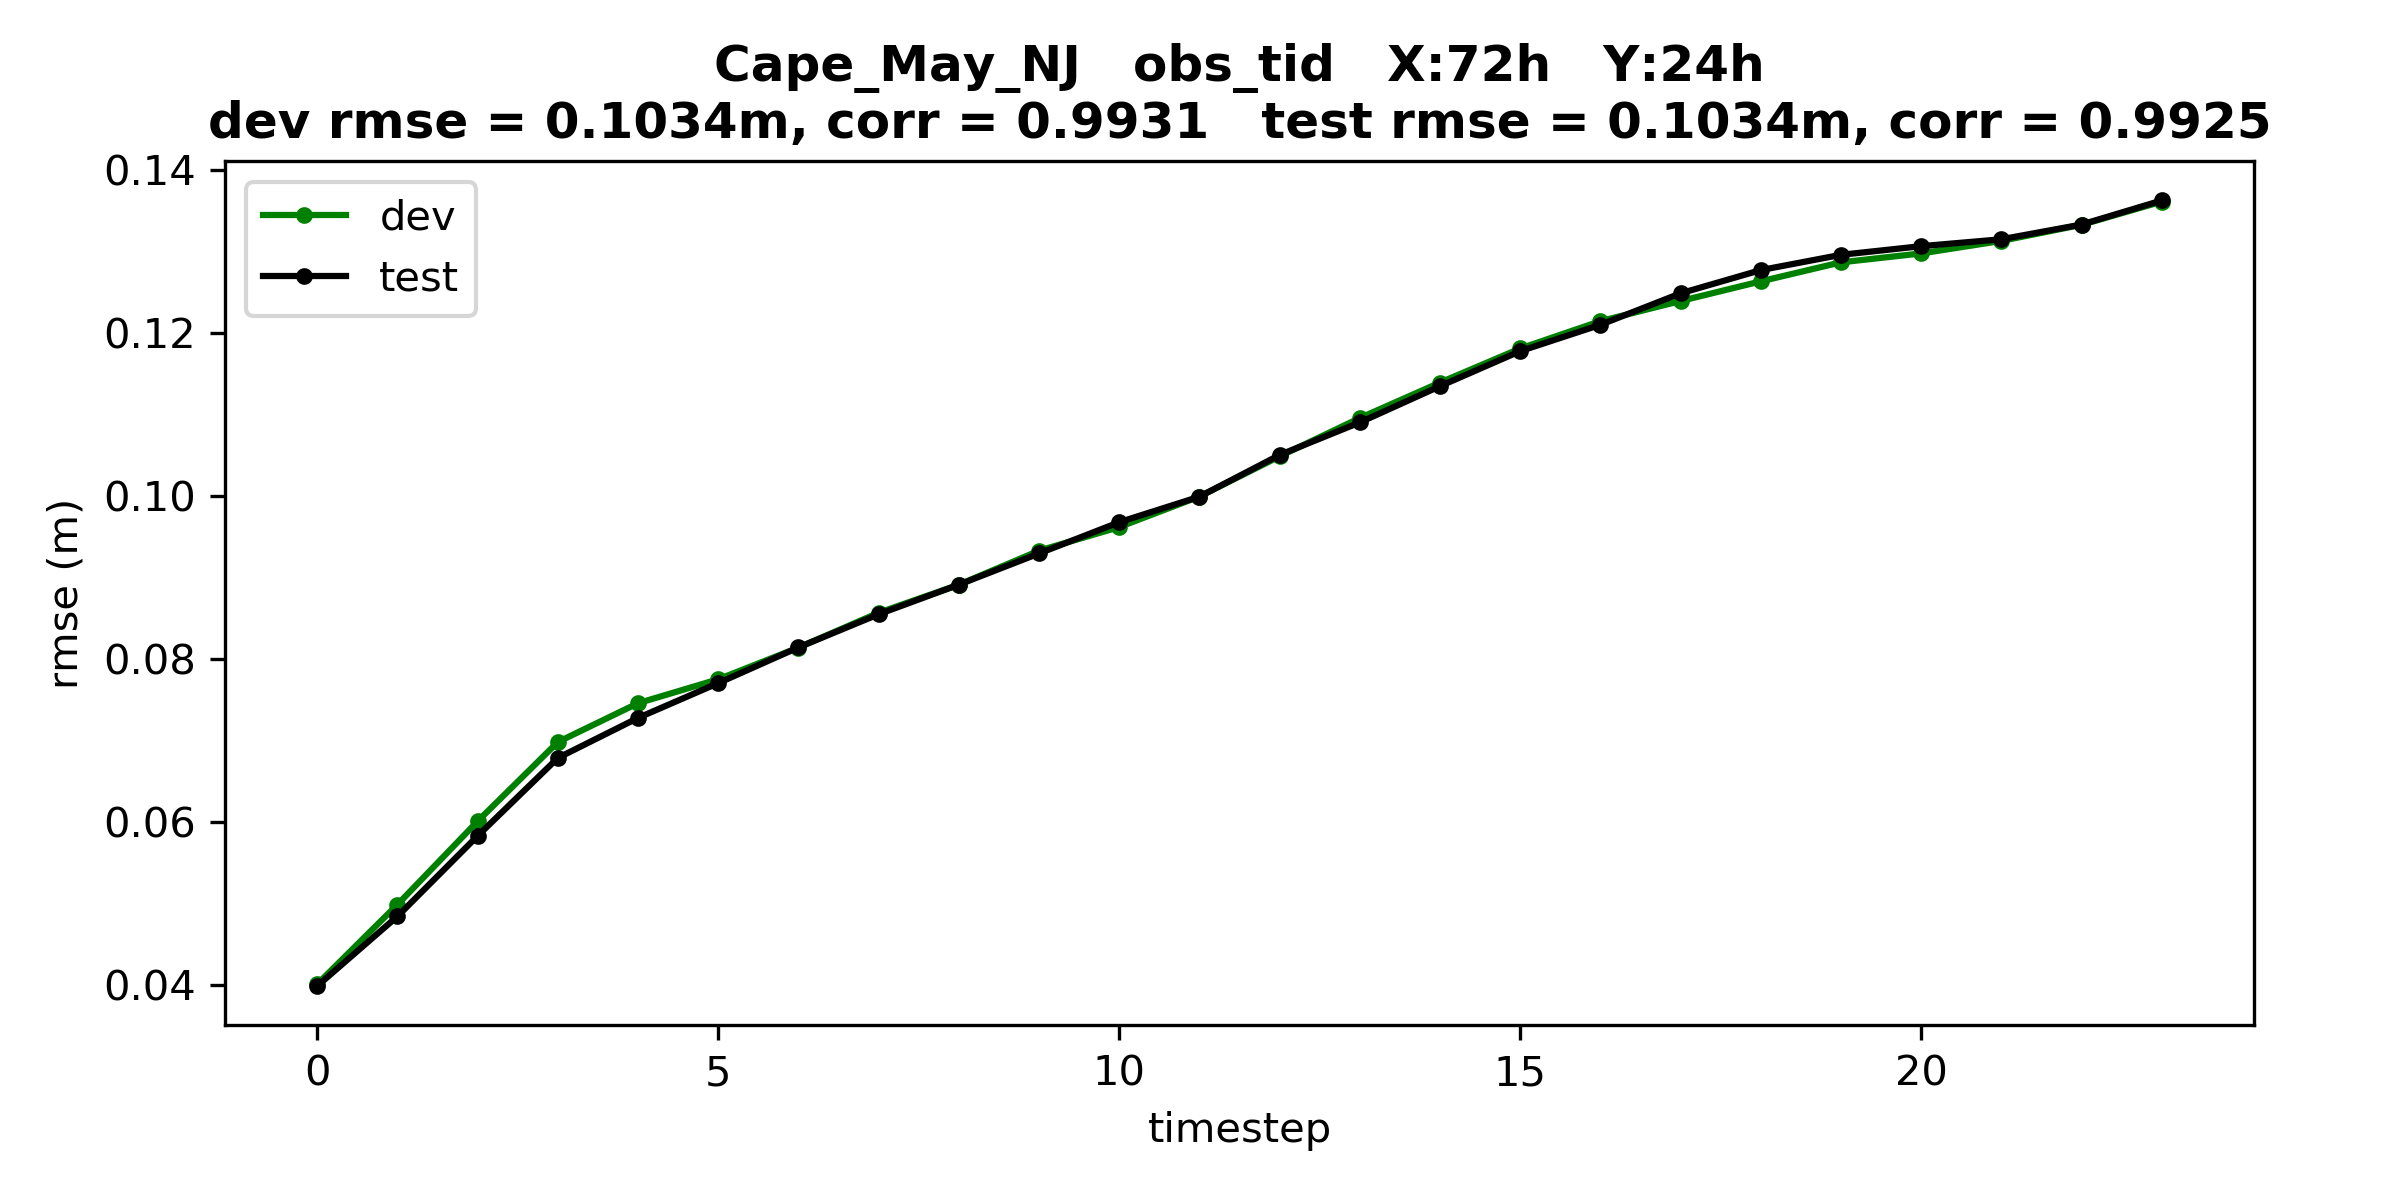 Cape_May_NJ obs_tid X:72h Y:24h
dev rmse = 0.1034m, corr = 0.9931 test rmse = 0.1034m, corr = 0.9925
dev
test
0.14
0.12
0.10
0.08
0.06
0.04
rmse (m)
0 5 10 15 20
timestep